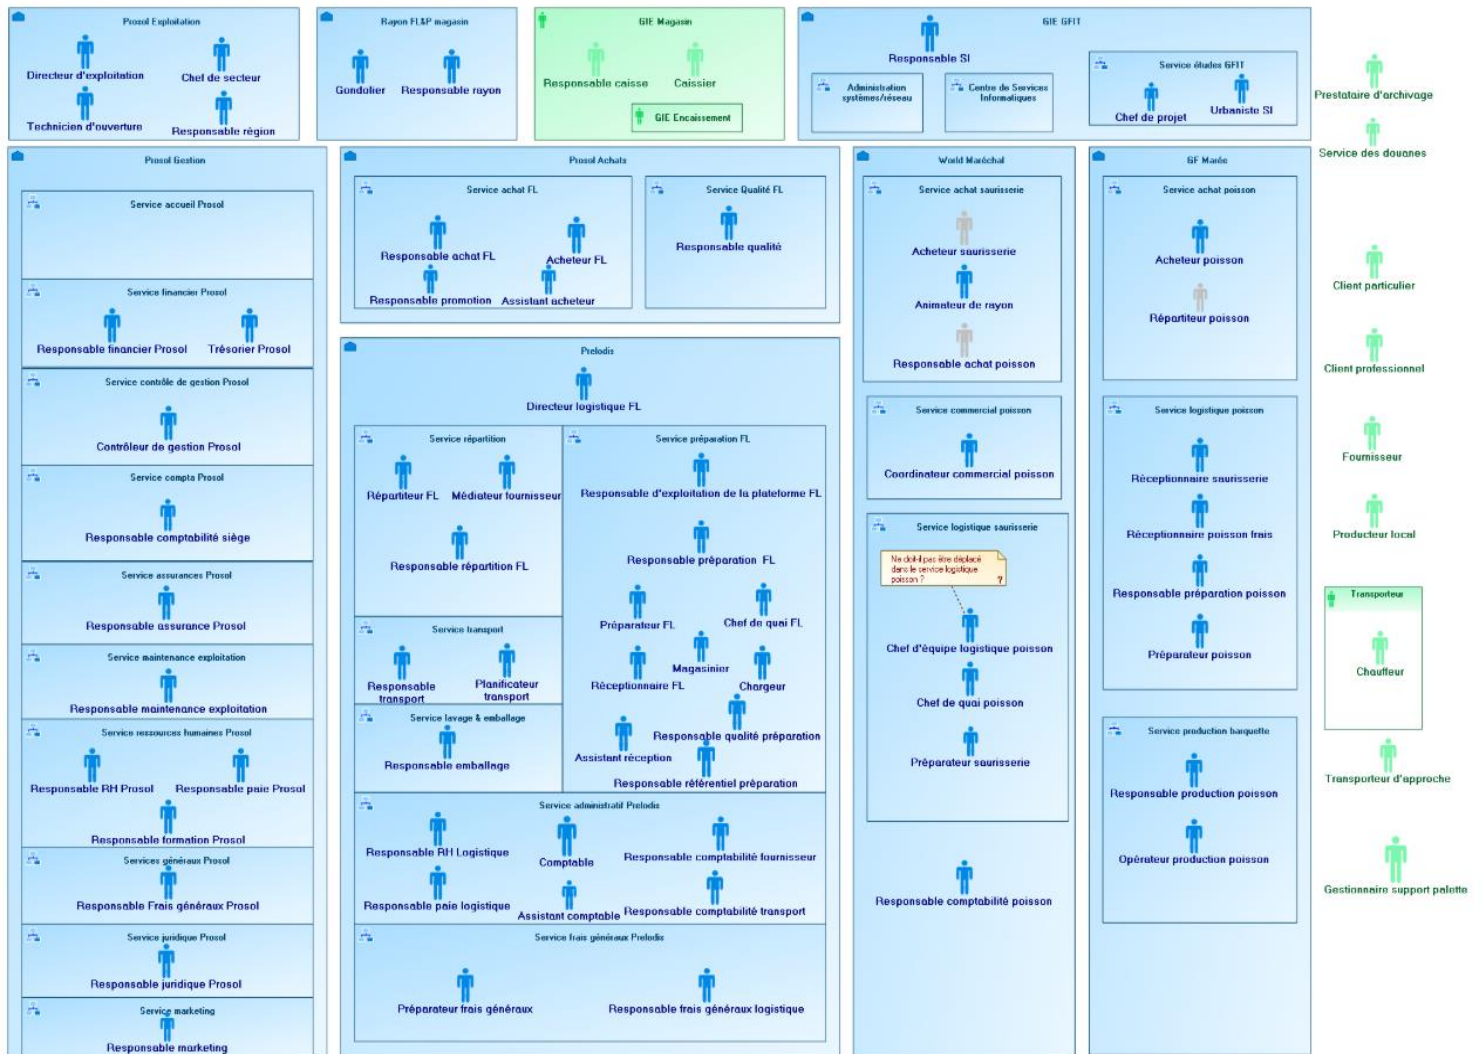 Prosol Exploitation
Directeur d'exploitation
Chef de secteur
Technicien d'ouverture
Responsable région
Rayon FL&P magasin
Gondolier
Responsable rayon
GIE Magasin
Responsable caisse
Caissier
GIE Encaissement
GIE GFIT
Responsable SI
Administration
systèmes/réseau
Centre de Services
Informatiques
Service études GFIT
Chef de projet
Urbaniste SI
Prestataire d'archivage
Service des douanes
Client particulier
Client professionnel
Fournisseur
Producteur local
Transporteur
Chauffeur
Transporteur d'approche
Gestionnaire support palette
Prosol Gestion
Service accueil Prosol
Service financier Prosol
Responsable financier Prosol
Trésorier Prosol
Service contrôle de gestion Prosol
Contrôleur de gestion Prosol
Service compta Prosol
Responsable comptabilité siège
Service assurances Prosol
Responsable assurance Prosol
Service maintenance exploitation
Responsable maintenance exploitation
Service ressources humaines Prosol
Responsable RH Prosol
Responsable paie Prosol
Responsable formation Prosol
Services généraux Prosol
Responsable Frais généraux Prosol
Service juridique Prosol
Responsable juridique Prosol
Service marketing
Responsable marketing
Prosol Achats
Service achat FL
Responsable achat FL
Acheteur FL
Responsable promotion
Assistant acheteur
Service Qualité FL
Responsable qualité
Prelodis
Directeur logistique FL
Service répartition
Répartiteur FL
Médiateur fournisseur
Responsable répartition FL
Service transport
Responsable
transport
Planificateur
transport
Service lavage & emballage
Responsable emballage
Service préparation FL
Responsable d'exploitation de la plateforme FL
Responsable préparation FL
Préparateur FL
Chef de quai FL
Magasinier
Réceptionnaire FL
Chargeur
Responsable qualité préparation
Assistant réception
Responsable référentiel préparation
Service administratif Prelodis
Responsable RH Logistique
Comptable
Responsable comptabilité fournisseur
Responsable paie logistique
Assistant comptable
Responsable comptabilité transport
Service frais généraux Prelodis
Préparateur frais généraux
Responsable frais généraux logistique
World Maréchal
Service achat saurisserie
Acheteur saurisserie
Animateur de rayon
Responsable achat poisson
Service commercial poisson
Coordinateur commercial poisson
Service logistique saurisserie
Ne doit-il pas être déplacé
dans le service logistique
poisson ?
?
Chef d'équipe logistique poisson
Chef de quai poisson
Préparateur saurisserie
Responsable comptabilité poisson
GF Marée
Service achat poisson
Acheteur poisson
Répartiteur poisson
Service logistique poisson
Réceptionnaire saurisserie
Réceptionnaire poisson frais
Responsable préparation poisson
Préparateur poisson
Service production barquette
Responsable production poisson
Opérateur production poisson